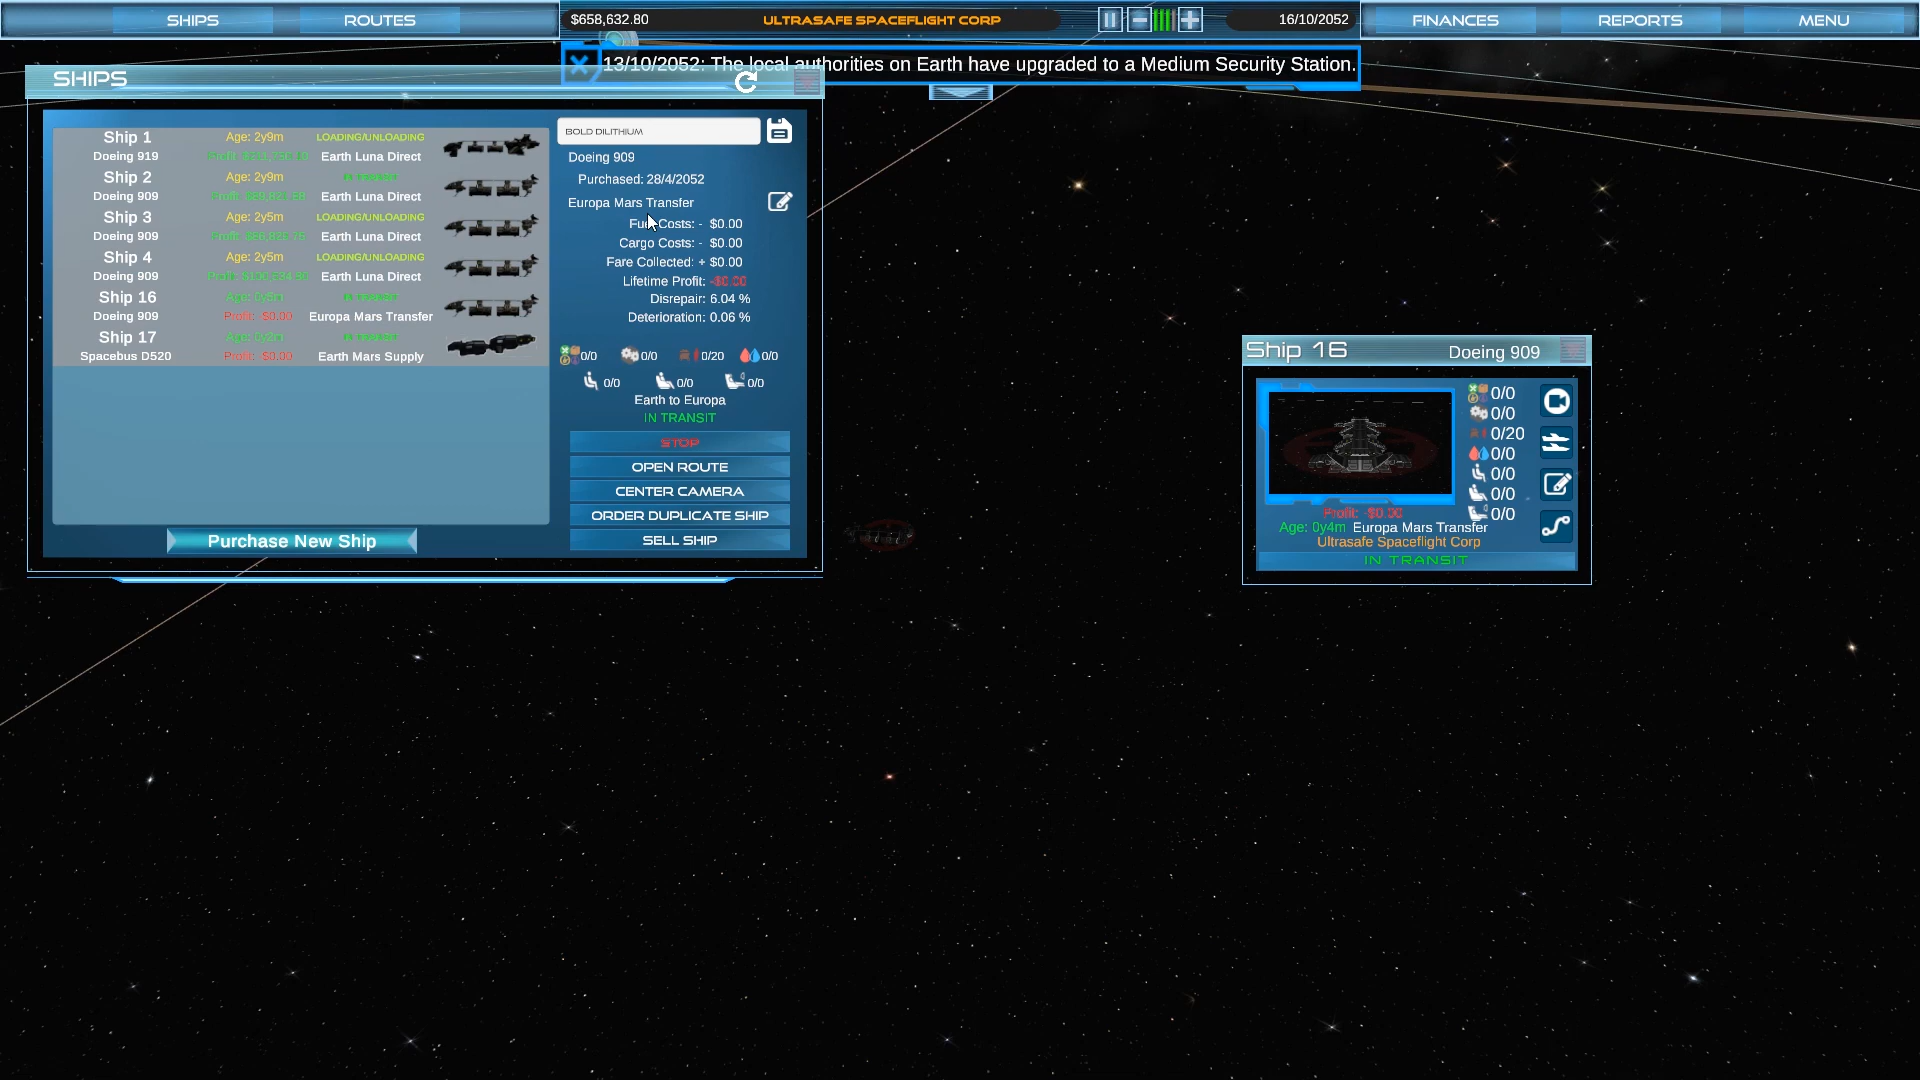 SHIPS
ROUTES
$658,632.80
ULTRASAFE SPACEFLIGHT CORP
16/10/2052
FINANCES
REPORTS
MENU
13/10/2052: The local authorities on Earth have upgraded to a Medium Security Station.
SHIPS
Ship 1
Age: 2y9m
LOADING/UNLOADING
Doeing 919
Earth Luna Direct
Ship 2
Age: 2y9m
Doeing 909
Earth Luna Direct
Ship 3
Age: 2y5m
LOADING/UNLOADING
Doeing 909
Earth Luna Direct
Ship 4
Age: 2y5m
LOADING/UNLOADING
Doeing 909
Earth Luna Direct
Ship 16
Doeing 909
Profit: -$0.00
Europa Mars Transfer
Ship 17
Spacebus D520
Profit: -$0.00
Earth Mars Supply
Purchase New Ship
BOLD DILITHIUM
Doeing 909
Purchased: 28/4/2052
Europa Mars Transfer
Fuel Costs: - $0.00
Cargo Costs: - $0.00
Fare Collected: + $0.00
Lifetime Profit: -$0.00
Disrepair: 6.04 %
Deterioration: 0.06 %
0/0 0/0 0/20 0/0
0/0 0/0 0/0
Earth to Europa
IN TRANSIT
STOP
OPEN ROUTE
CENTER CAMERA
ORDER DUPLICATE SHIP
SELL SHIP
Ship 16
Doeing 909
0/0
0/0
0/20
0/0
0/0
0/0
0/0
Profit: -$0.00
Age: 0y4m Europa Mars Transfer
Ultrasafe Spaceflight Corp
IN TRANSIT